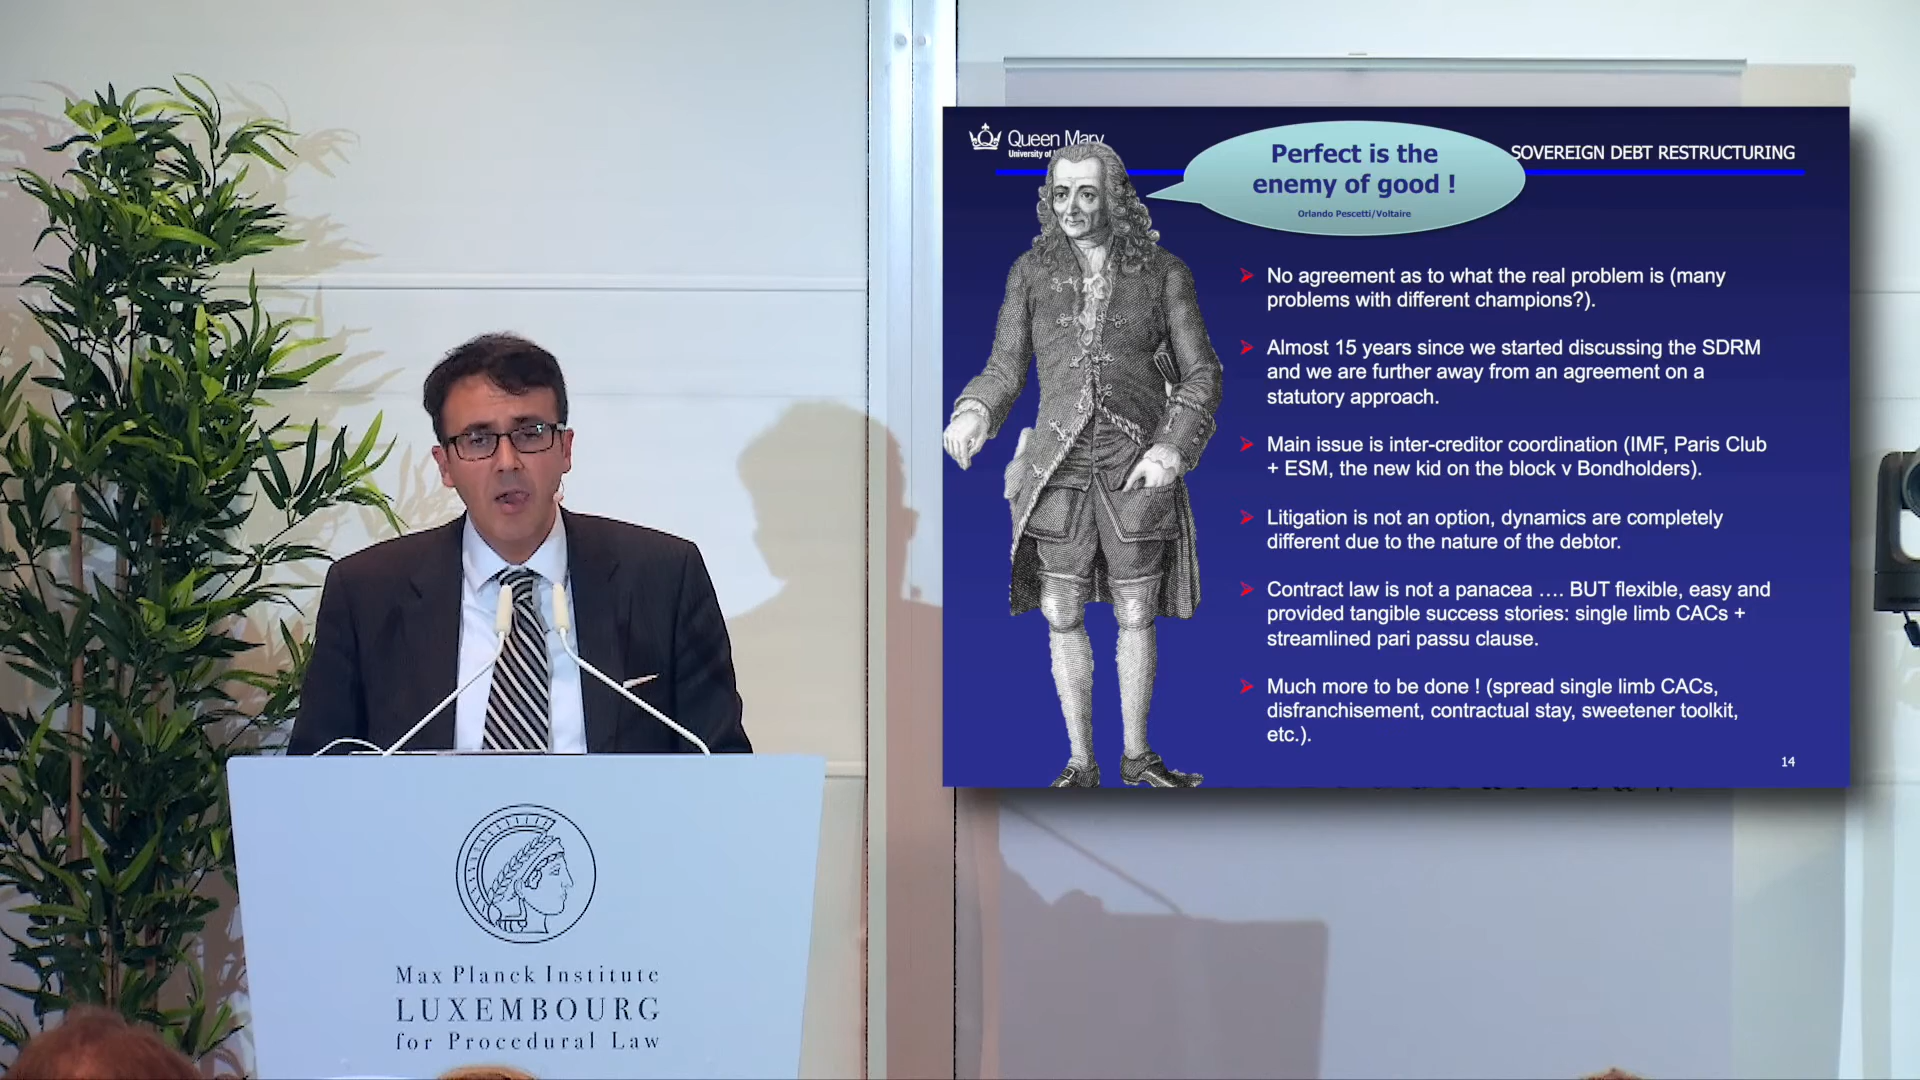 Queen Mary
University of
SOVEREIGN DEBT RESTRUCTURING
Perfect is the
enemy of good !
Orlando Pescetti/Voltaire
No agreement as to what the real problem is (many
problems with different champions?).
Almost 15 years since we started discussing the SDRM
and we are further away from an agreement on a
statutory approach.
Main issue is inter-creditor coordination (IMF, Paris Club
+ ESM, the new kid on the block v Bondholders).
Litigation is not an option, dynamics are completely
different due to the nature of the debtor.
Contract law is not a panacea …. BUT flexible, easy and
provided tangible success stories: single limb CACs +
streamlined pari passu clause.
Much more to be done ! (spread single limb CACs,
disfranchisement, contractual stay, sweetener toolkit,
etc.).
14
Max Planck Institute
LUXEMBOURG
for Procedural Law